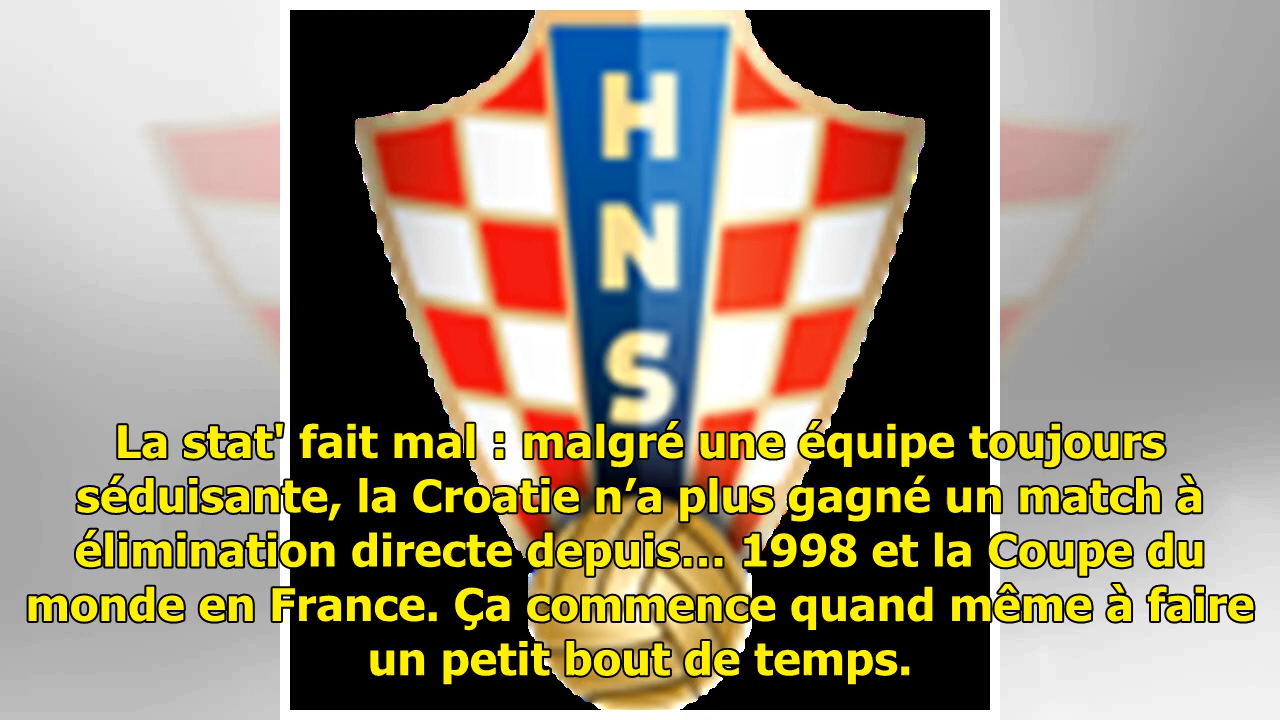 H
N
S
La stat' fait mal : malgré une équipe toujours
séduisante, la Croatie n’a plus gagné un match à
élimination directe depuis... 1998 et la Coupe du
monde en France. Ça commence quand même à faire
un petit bout de temps.